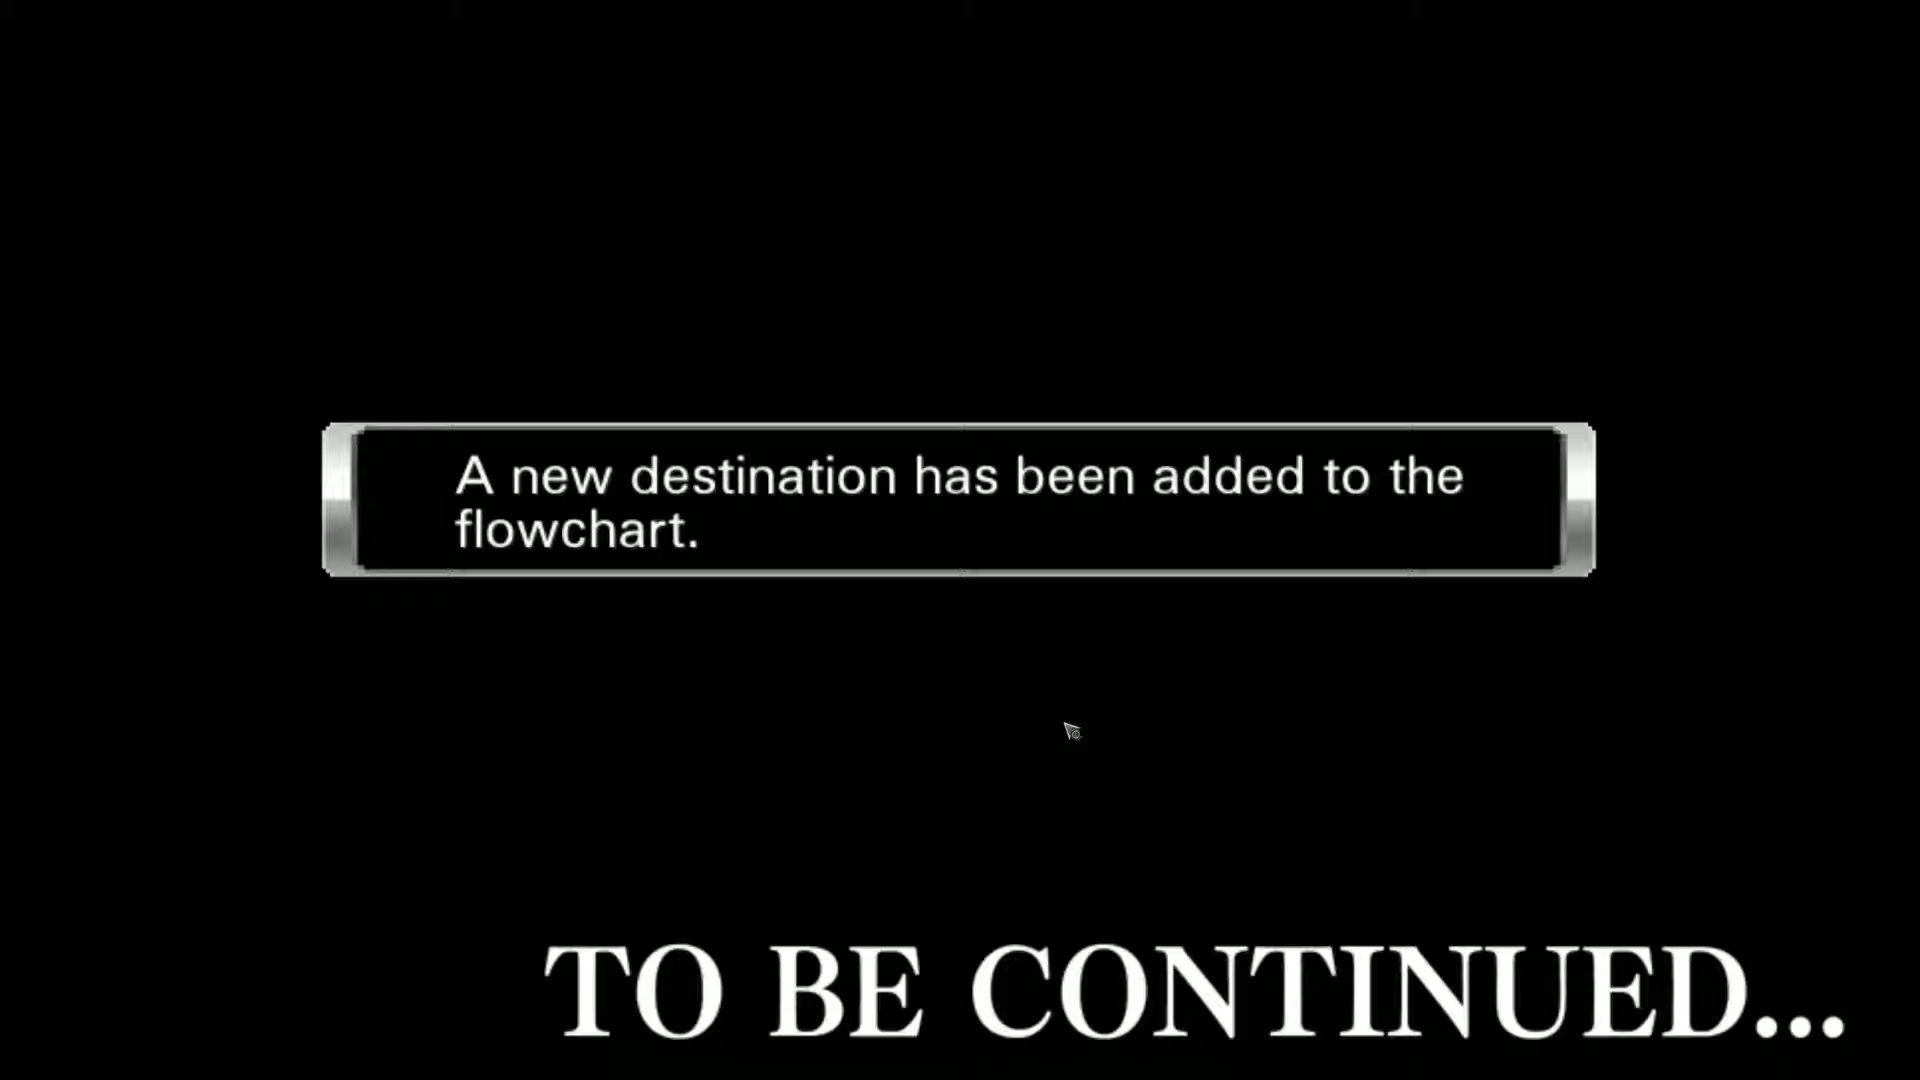 A new destination has been added to the
flowchart.
TO BE CONTINUED...